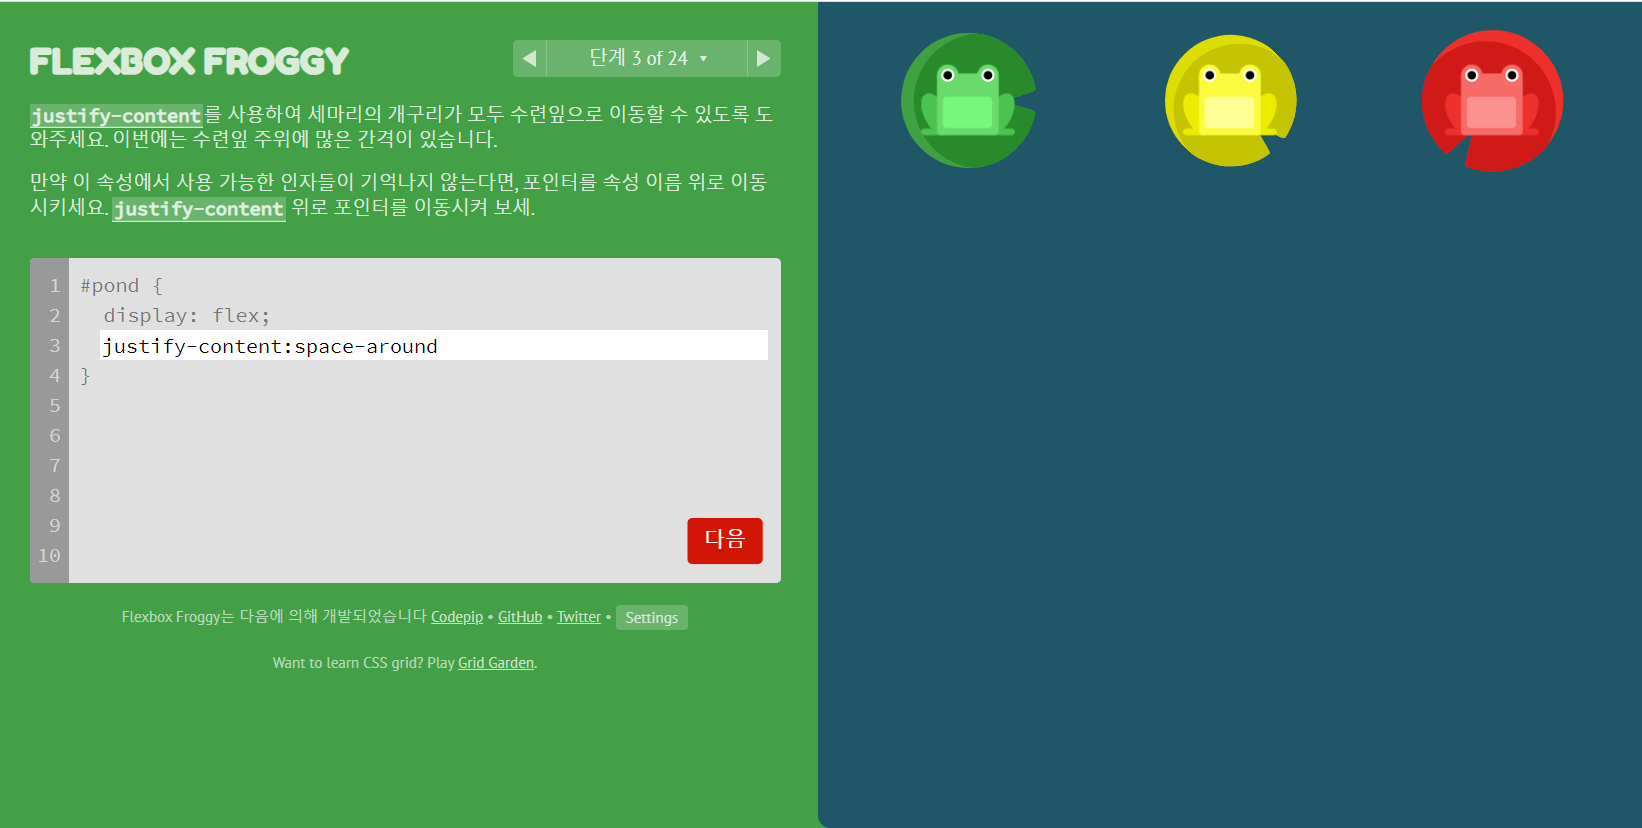 FLEXBOX FROGGY
◀ 단계 3 of 24 ▼ ▶
justify-content를 사용하여 세마리의 개구리가 모두 수련잎으로 이동할 수 있도록 도
와주세요. 이번에는 수련잎 주위에 많은 간격이 있습니다.
만약 이 속성에서 사용 가능한 인자들이 기억나지 않는다면, 포인터를 속성 이름 위로 이동
시키세요. justify-content 위로 포인터를 이동시켜 보세.
1 #pond {
2 display: flex;
3 justify-content:space-around
4 }
5
6
7
8
9
10
다음
Flexbox Froggy는 다음에 의해 개발되었습니다 Codepip • GitHub • Twitter • Settings
Want to learn CSS grid? Play Grid Garden.